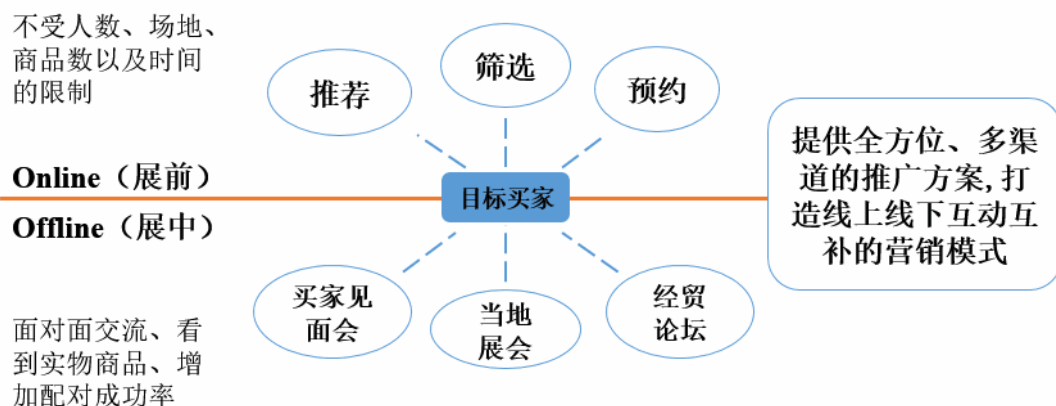 不受人数、场地、
商品数以及时间
的限制
推荐
筛选
预约
Online（展前）
Offline（展中）
目标买家
提供全方位、多渠
道的推广方案,打
造线上线下互动互
补的营销模式
买家见
面会
当地
展会
经贸
论坛
面对面交流、看
到实物商品、增
加配对成功率